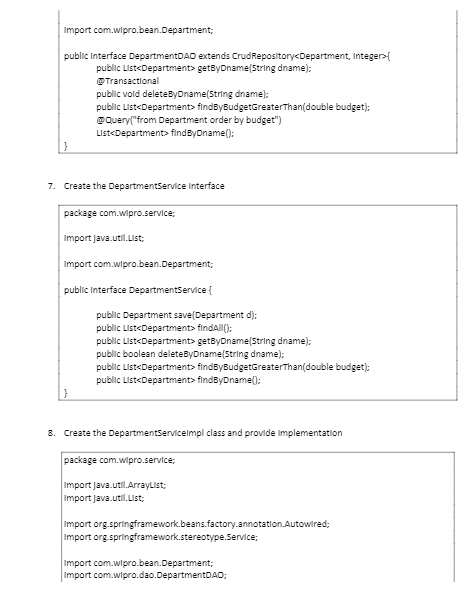 import com.wipro.bean.Department;
public interface DepartmentDAO extends CrudRepository<Department, Integer>{
public List<Department> getByDname(String dname);
@Transactional
public void deleteByDname(String dname);
public List<Department> findByBudgetGreaterThan(double budget);
@Query("from Department order by budget")
List<Department> findByDname();
}
7. Create the DepartmentService interface
package com.wipro.service;
import java.util.List;
import com.wipro.bean.Department;
public interface DepartmentService {
public Department save(Department d);
public List<Department> findAll();
public List<Department> getByDname(String dname);
public boolean deleteByDname(String dname);
public List<Department> findByBudgetGreaterThan(double budget);
public List<Department> findByDname();
}
8. Create the DepartmentServiceImpl class and provide implementation
package com.wipro.service;
import java.util.ArrayList;
import java.util.List;
import org.springframework.beans.factory.annotation.Autowired;
import org.springframework.stereotype.Service;
import com.wipro.bean.Department;
import com.wipro.dao.DepartmentDAO;